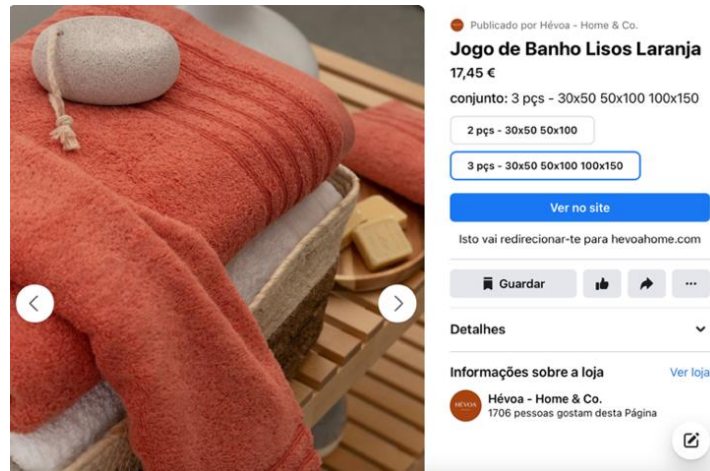 Publicado por Hévoa - Home & Co.
Jogo de Banho Lisos Laranja
17,45 €
conjunto: 3 pçs - 30x50 50x100 100x150
2 pçs - 30x50 50x100
3 pçs - 30x50 50x100 100x150
Ver no site
Isto vai redirecionar-te para hevoahome.com
Guardar
Detalhes
Informações sobre a loja
Ver loja
HÉVOA
Hévoa - Home & Co.
1706 pessoas gostam desta Página